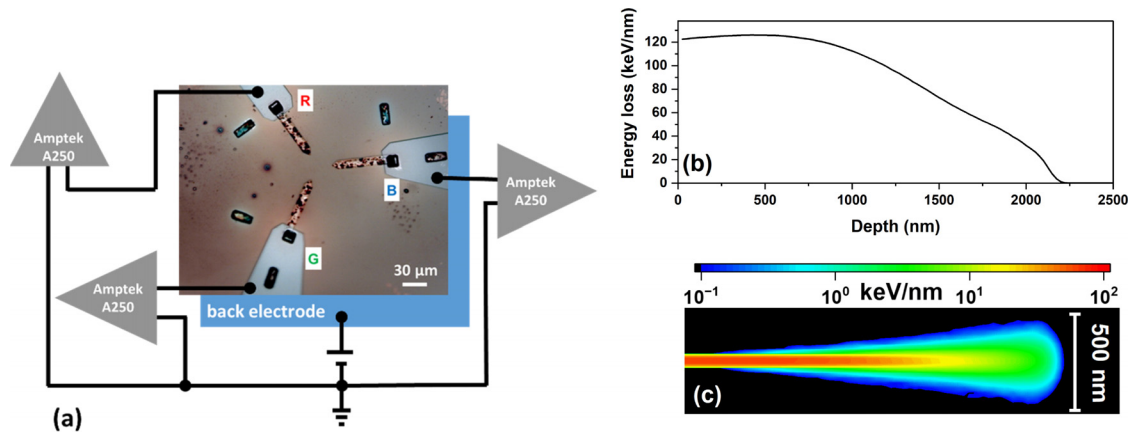 Amptek
A250
R
B
Amptek
A250
G
Amptek
A250
30 µm
back electrode
(a)
Energy loss (keV/nm)
120
100
80
60
40
20
0
(b)
0
500
1000
1500
2000
2500
Depth (nm)
10⁻¹
10⁰
keV/nm
10¹
10²
500 nm
(c)